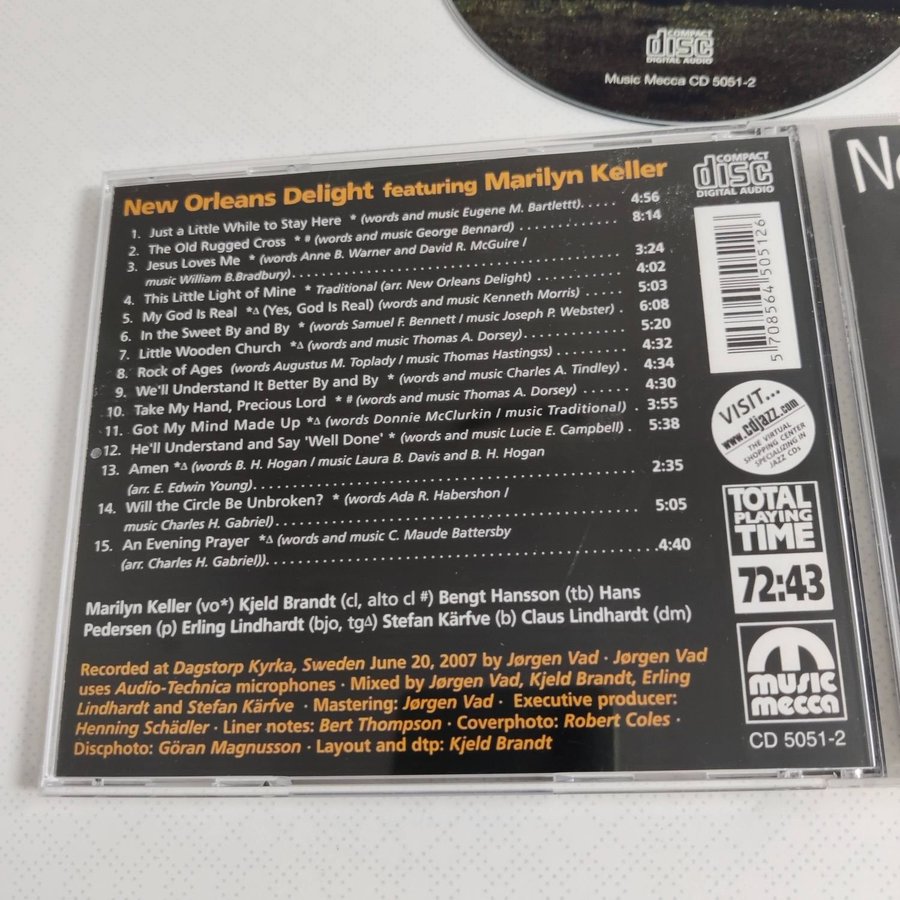 COMPACT
disc
DIGITAL AUDIO
Music Mecca CD 5051-2
New Orleans Delight featuring Marilyn Keller
1. Just a Little While to Stay Here * (words and music Eugene M. Bartlettt)..... 4:56
2. The Old Rugged Cross * # (words and music George Bennard) 8:14
3. Jesus Loves Me * (words Anne B. Warner and David R. McGuire /
music William B.Bradbury) 3:24
4. This Little Light of Mine * Traditional (arr. New Orleans Delight) 4:02
5. My God Is Real *∆ (Yes, God Is Real) (words and music Kenneth Morris) 5:03
6. In the Sweet By and By * (words Samuel F. Bennett / music Joseph P. Webster) 6:08
7. Little Wooden Church *∆ (words and music Thomas A. Dorsey) 5:20
8. Rock of Ages (words Augustus M. Toplady / music Thomas Hastingss) 4:32
9. We'll Understand It Better By and By * (words and music Charles A. Tindley) 4:34
10. Take My Hand, Precious Lord * # (words and music Thomas A. Dorsey) 4:30
11. Got My Mind Made Up *∆ (words Donnie McClurkin / music Traditional) 3:55
12. He'll Understand and Say 'Well Done' * (words and music Lucie E. Campbell) 5:38
13. Amen *∆ (words B. H. Hogan / music Laura B. Davis and B. H. Hogan
(arr. E. Edwin Young) 2:35
14. Will the Circle Be Unbroken? * (words Ada R. Habershon /
music Charles H. Gabriel) 5:05
15. An Evening Prayer *∆ (words and music C. Maude Battersby
(arr. Charles H. Gabriel)) 4:40
Marilyn Keller (vo*) Kjeld Brandt (cl, alto cl #) Bengt Hansson (tb) Hans
Pedersen (p) Erling Lindhardt (bjo, tg∆) Stefan Kärfve (b) Claus Lindhardt (dm)
Recorded at Dagstorp Kyrka, Sweden June 20, 2007 by Jørgen Vad · Jørgen Vad
uses Audio-Technica microphones · Mixed by Jørgen Vad, Kjeld Brandt, Erling
Lindhardt and Stefan Kärfve · Mastering: Jørgen Vad · Executive producer:
Henning Schädler · Liner notes: Bert Thompson · Coverphoto: Robert Coles ·
Discphoto: Göran Magnusson · Layout and dtp: Kjeld Brandt
COMPACT
disc
DIGITAL AUDIO
5 708564 505126
VISIT...
www.cdjazz.com
THE VIRTUAL
SHOPPING CENTER
SPECIALIZING IN
JAZZ CDs
TOTAL
PLAYING
TIME
72:43
music
mecca
CD 5051-2